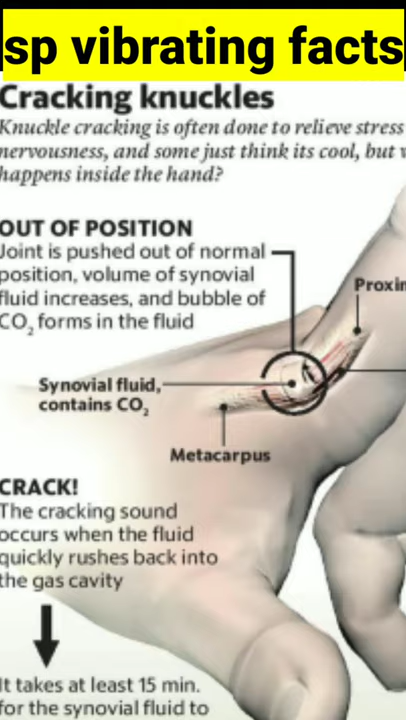 sp vibrating facts
Cracking knuckles
Knuckle cracking is often done to relieve stress
nervousness, and some just think its cool, but
happens inside the hand?
OUT OF POSITION
Joint is pushed out of normal
position, volume of synovial
fluid increases, and bubble of
CO₂ forms in the fluid
Proxin
Synovial fluid,
contains CO₂
Metacarpus
CRACK!
The cracking sound
occurs when the fluid
quickly rushes back into
the gas cavity
It takes at least 15 min.
for the synovial fluid to